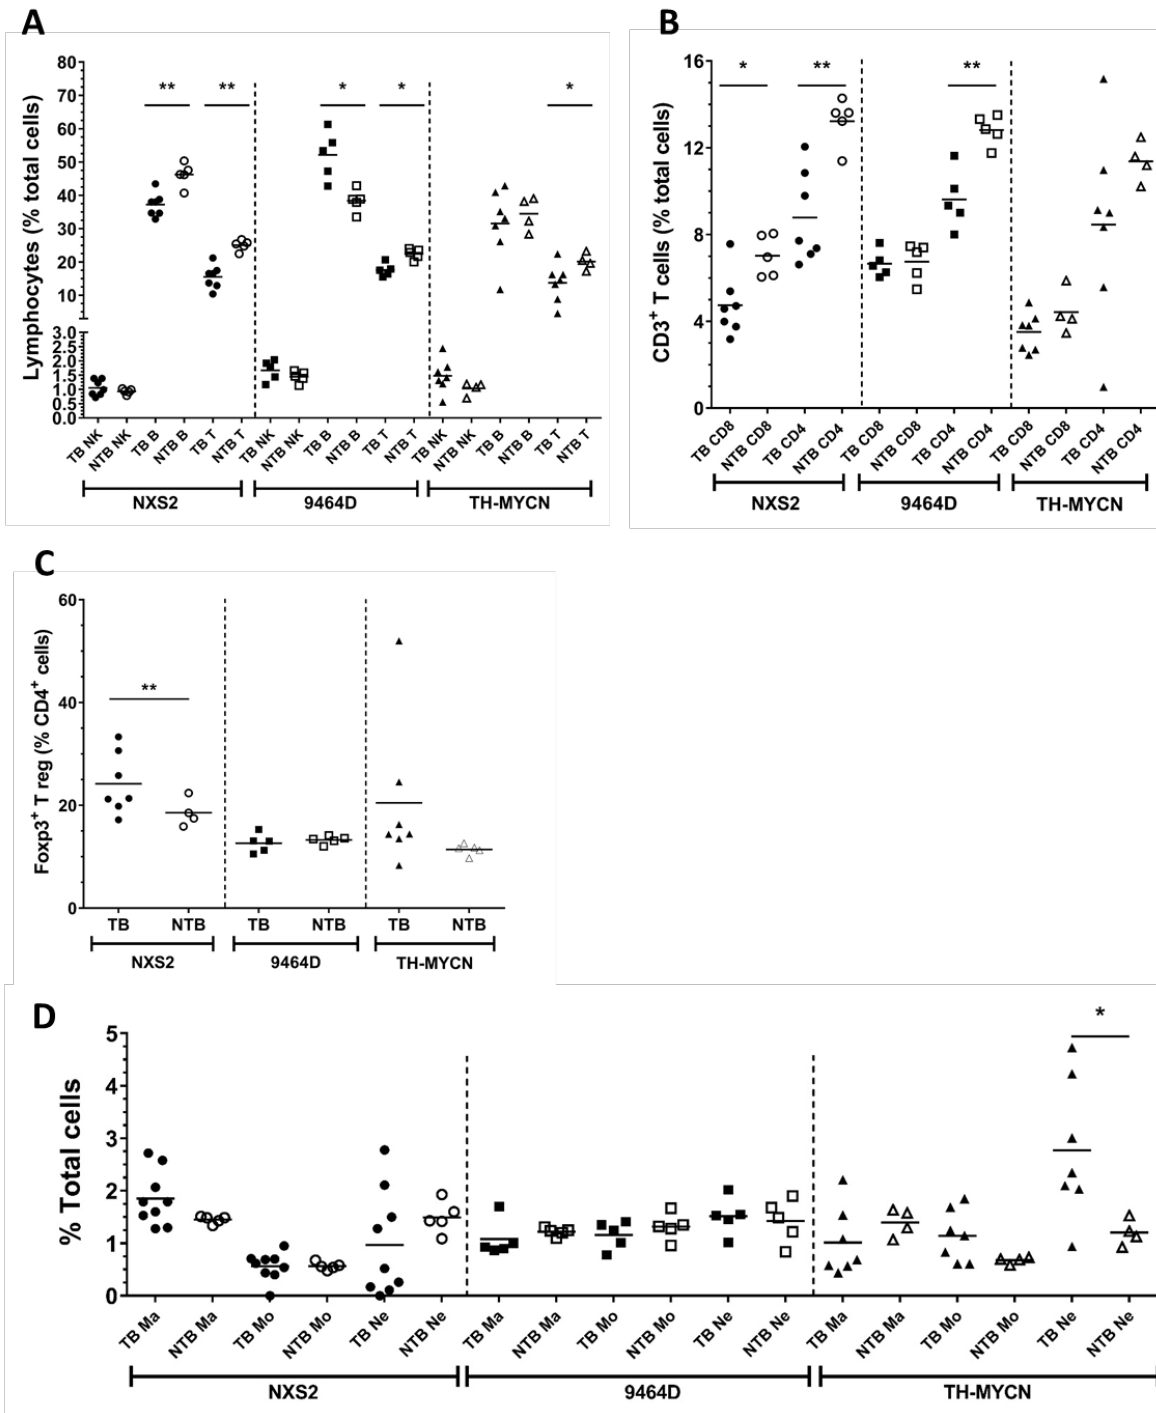 A
Lymphocytes (% total cells)
80
70
60
50
40
30
20
10
3.0
2.5
2.0
1.5
1.0
0.5
0.0
** ** * * *
TB NK NTB NK TB B NTB B TB T NTB T TB NK NTB NK TB B NTB B TB T NTB T TB NK NTB NK TB B NTB B TB T NTB T
NXS2 9464D TH-MYCN
B
CD3+ T cells (% total cells)
16
12
8
4
0
* ** **
TB CD8 NTB CD8 TB CD4 NTB CD4 TB CD8 NTB CD8 TB CD4 NTB CD4 TB CD8 NTB CD8 TB CD4 NTB CD4
NXS2 9464D TH-MYCN
C
Foxp3+ T reg (% CD4+ cells)
60
40
20
0
**
TB NTB TB NTB TB NTB
NXS2 9464D TH-MYCN
D
% Total cells
5
4
3
2
1
0
*
TB Ma NTB Ma TB Mo NTB Mo TB Ne NTB Ne TB Ma NTB Ma TB Mo NTB Mo TB Ne NTB Ne TB Ma NTB Ma TB Mo NTB Mo TB Ne NTB Ne
NXS2 9464D TH-MYCN